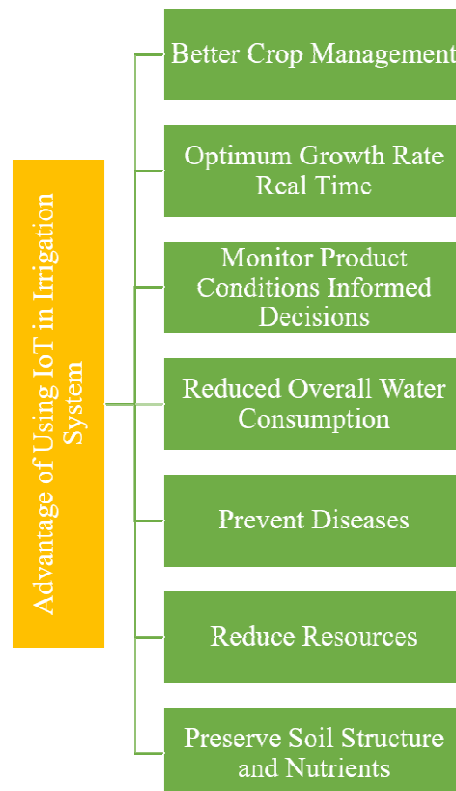 Advantage of Using IoT in Irrigation
System
Better Crop Management
Optimum Growth Rate
Real Time
Monitor Product
Conditions Informed
Decisions
Reduced Overall Water
Consumption
Prevent Diseases
Reduce Resources
Preserve Soil Structure
and Nutrients